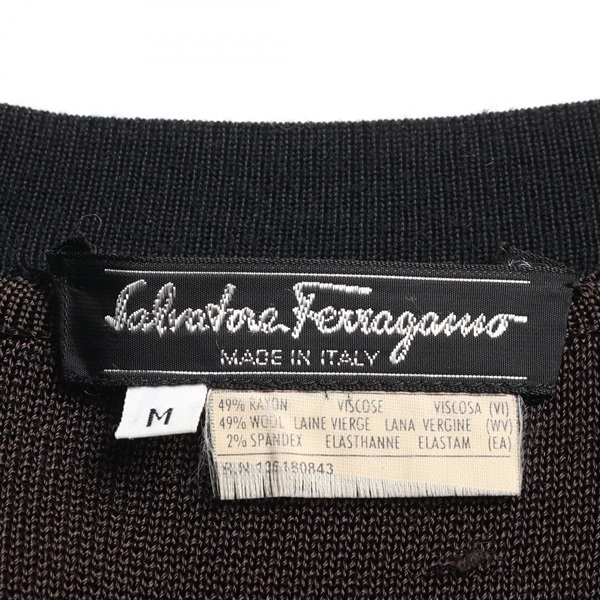 Salvatore Ferragamo
MADE IN ITALY
M
49% RAYON VISCOSE VISCOSA (VI)
49% WOOL LAINE VIERGE LANA VERGINE (WV)
2% SPANDEX ELASTHANNE ELASTAM (EA)